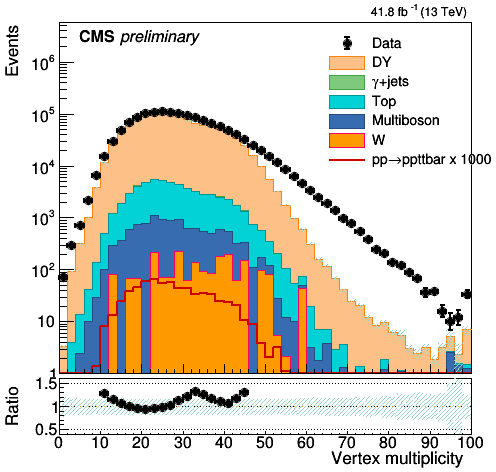 41.8 fb⁻¹ (13 TeV)
CMS preliminary
Events
Data
DY
γ+jets
Top
Multiboson
W
pp→ppttbar x 1000
10⁶
10⁵
10⁴
10³
10²
10
1
Ratio
1.5
1
0.5
0 10 20 30 40 50 60 70 80 90 100
Vertex multiplicity